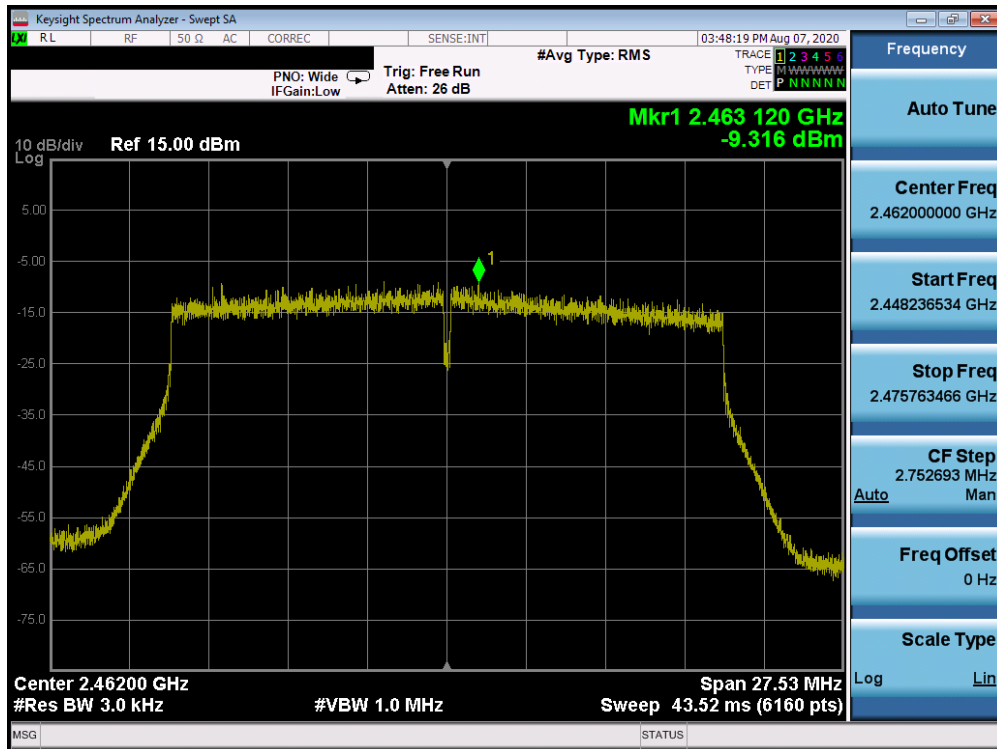 Keysight Spectrum Analyzer - Swept SA
LXI RL RF 50 Ω AC CORREC SENSE:INT 03:48:19 PM Aug 07, 2020
#Avg Type: RMS TRACE 1 2 3 4 5 6
PNO: Wide Trig: Free Run TYPE M WWWWW
IFGain:Low Atten: 26 dB DET P N N N N N
Mkr1 2.463 120 GHz
-9.316 dBm
10 dB/div Ref 15.00 dBm
Log
5.00
-5.00
1
-15.0
-25.0
-35.0
-45.0
-55.0
-65.0
-75.0
Center 2.46200 GHz Span 27.53 MHz
#Res BW 3.0 kHz #VBW 1.0 MHz Sweep 43.52 ms (6160 pts)
MSG STATUS
Frequency
Auto Tune
Center Freq
2.462000000 GHz
Start Freq
2.448236534 GHz
Stop Freq
2.475763466 GHz
CF Step
2.752693 MHz
Auto Man
Freq Offset
0 Hz
Scale Type
Log Lin